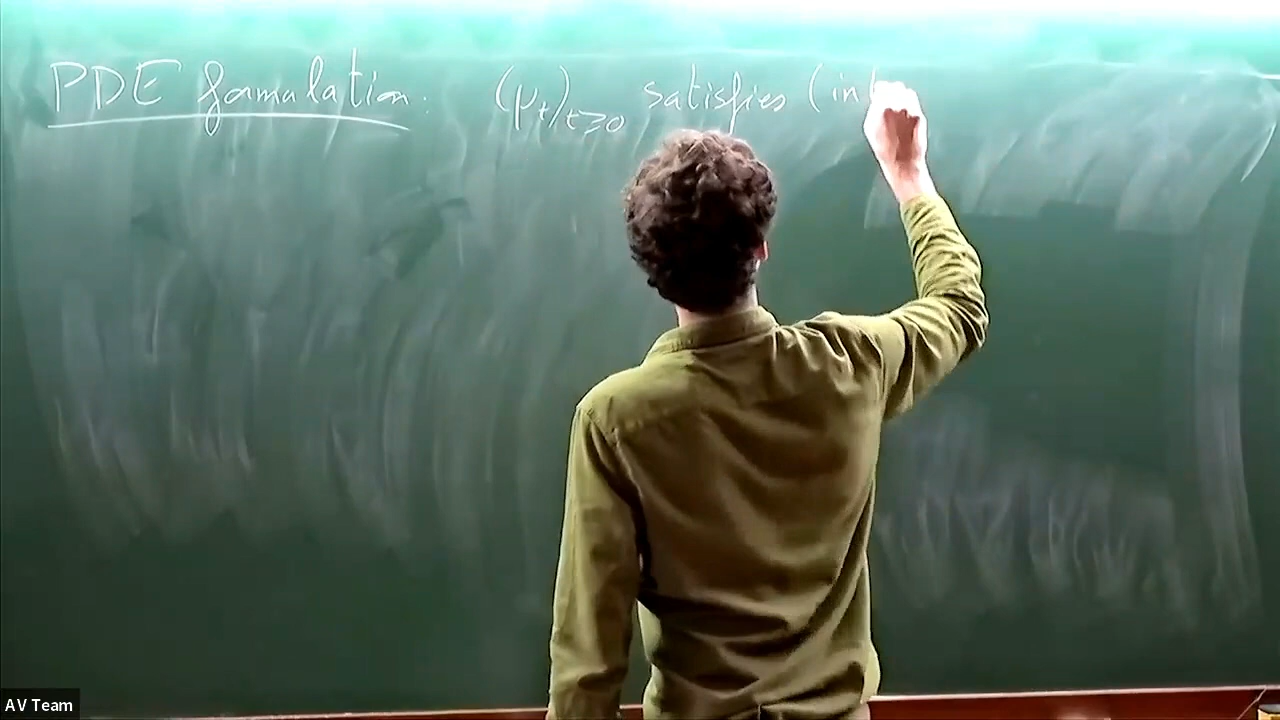 PDE formulation: (μt)t≥0 satisfies (in
AV Team